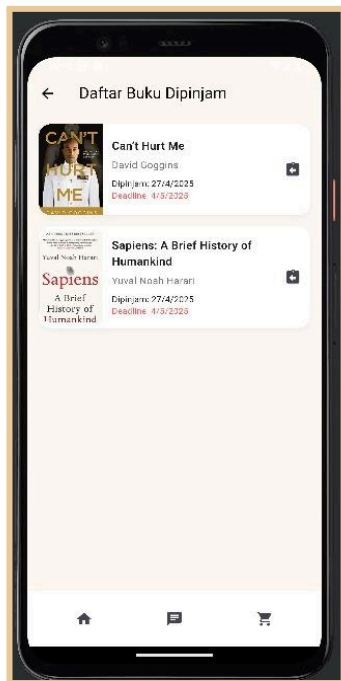 Daftar Buku Dipinjam
CAN'T
HURT
ME
DAVID GOGGINS
Can't Hurt Me
David Goggins
Dipinjam: 27/4/2025
Deadline: 4/5/2025
Yuval Noah Harari
Sapiens
A Brief
History of
Humankind
Sapiens: A Brief History of
Humankind
Yuval Noah Harari
Dipinjam: 27/4/2025
Deadline: 4/5/2025